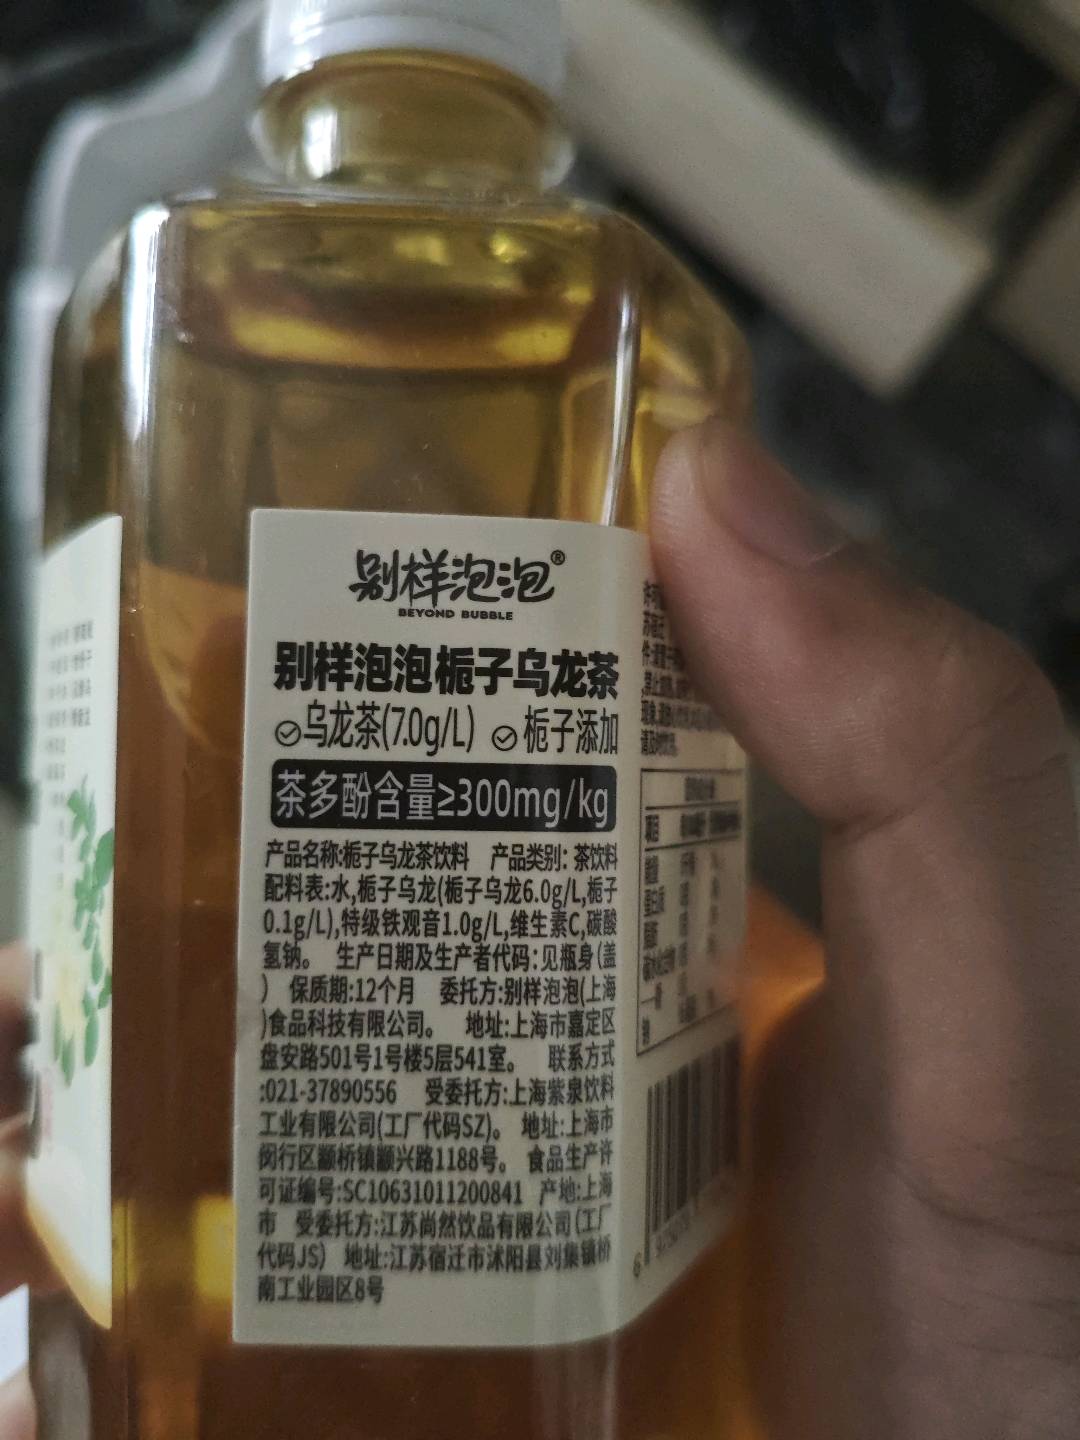 别样泡泡®
BEYOND BUBBLE
别样泡泡栀子乌龙茶
乌龙茶(7.0g/L) 栀子添加
茶多酚含量≥300mg/kg
产品名称:栀子乌龙茶饮料 产品类别:茶饮料
配料表:水,栀子乌龙(栀子乌龙6.0g/L,栀子
0.1g/L),特级铁观音1.0g/L,维生素C,碳酸
氢钠。 生产日期及生产者代码:见瓶身(盖
) 保质期:12个月 委托方:别样泡泡(上海
)食品科技有限公司。 地址:上海市嘉定区
盘安路501号1号楼5层541室。 联系方式
:021-37890556 受委托方:上海紫泉饮料
工业有限公司(工厂代码SZ)。 地址:上海市
闵行区颛桥镇颛兴路1188号。 食品生产许
可证编号:SC10631011200841 产地:上海
市 受委托方:江苏尚然饮品有限公司(工厂
代码JS) 地址:江苏宿迁市沭阳县刘集镇桥
南工业园区8号
项目
蛋白质
钠